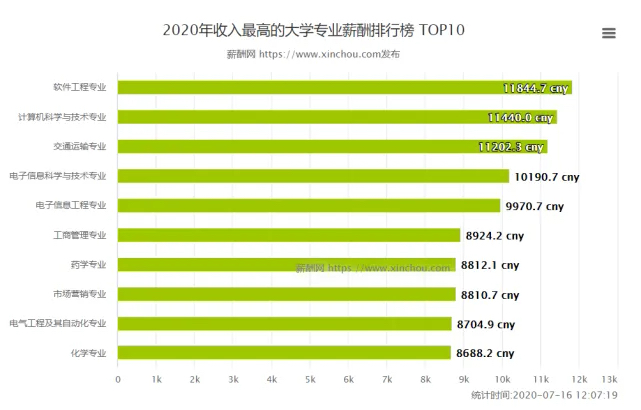 2020年收入最高的大学专业薪酬排行榜 TOP10
薪酬网 https://www.xinchou.com发布
软件工程专业 11844.7 cny
计算机科学与技术专业 11440.0 cny
交通运输专业 11202.3 cny
电子信息科学与技术专业 10190.7 cny
电子信息工程专业 9970.7 cny
工商管理专业 8924.2 cny
药学专业 8812.1 cny
薪酬网 https://www.xinchou.com
市场营销专业 8810.7 cny
电气工程及其自动化专业 8704.9 cny
化学专业 8688.2 cny
0 1k 2k 3k 4k 5k 6k 7k 8k 9k 10k 11k 12k 13k
统计时间:2020-07-16 12:07:19